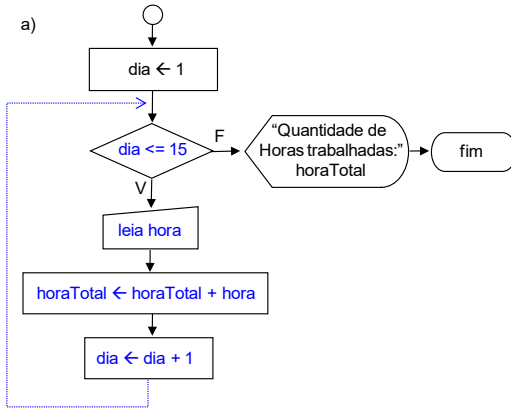 a)
dia ← 1
dia <= 15
F
“Quantidade de
Horas trabalhadas:”
horaTotal
fim
V
leia hora
horaTotal ← horaTotal + hora
dia ← dia + 1